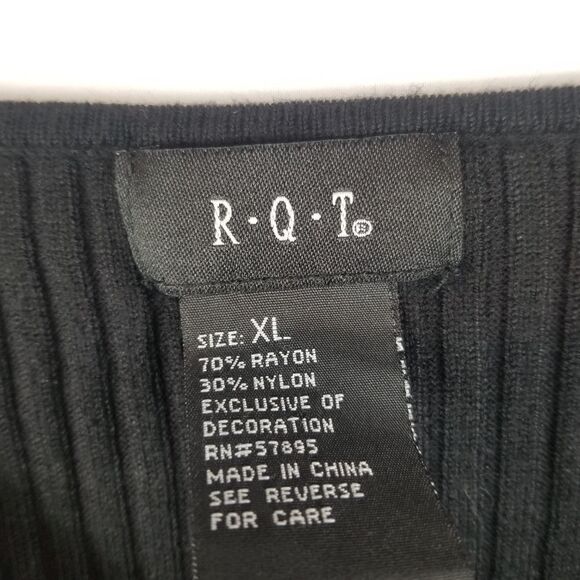 R·Q·T®
SIZE: XL
70% RAYON
30% NYLON
EXCLUSIVE OF
DECORATION
RN#57895
MADE IN CHINA
SEE REVERSE
FOR CARE